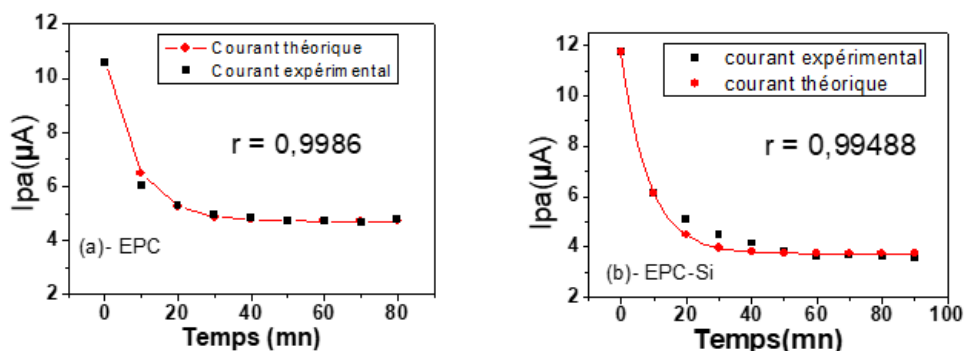 12
10
8
6
4
2
Ipa(µA)
Courant théorique
Courant expérimental
r = 0,9986
(a)- EPC
0 20 40 60 80
Temps (mn)
12
10
8
6
4
2
Ipa(µA)
courant expérimental
courant théorique
r = 0,99488
(b)- EPC-Si
0 20 40 60 80 100
Temps(mn)